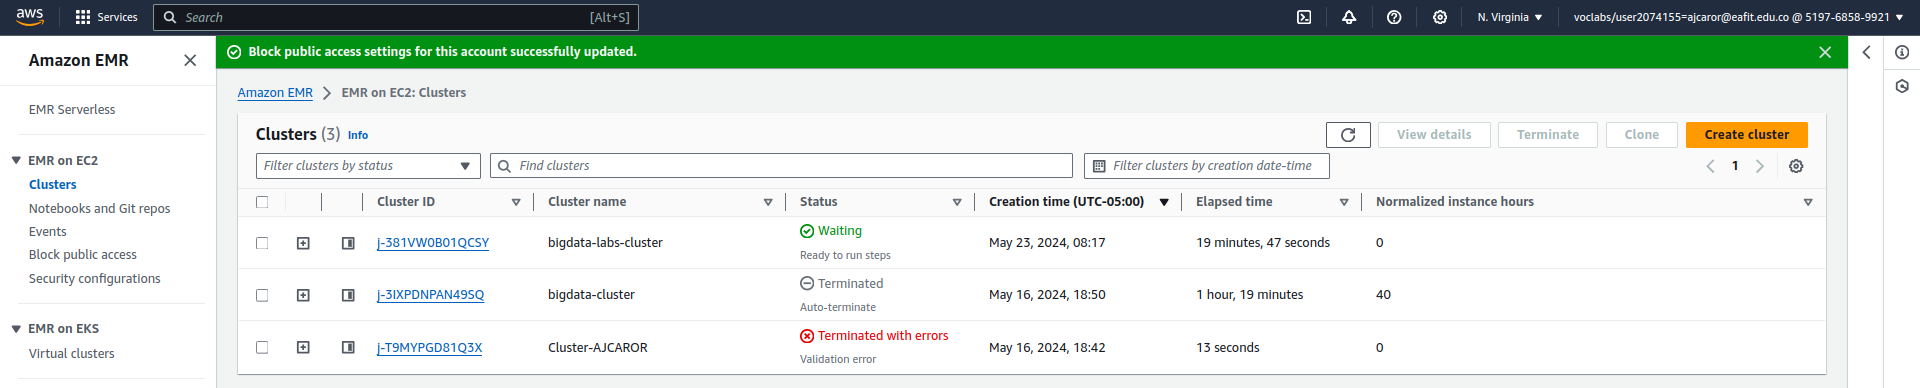 aws
Services
Search
[Alt+S]
N. Virginia
voclabs/user2074155=ajcaror@eafit.edu.co @ 5197-6858-9921
Amazon EMR
EMR Serverless
EMR on EC2
Clusters
Notebooks and Git repos
Events
Block public access
Security configurations
EMR on EKS
Virtual clusters
Block public access settings for this account successfully updated.
Amazon EMR > EMR on EC2: Clusters
Clusters (3) Info
View details
Terminate
Clone
Create cluster
Filter clusters by status
Find clusters
Filter clusters by creation date-time
1
Cluster ID Cluster name Status Creation time (UTC-05:00) Elapsed time Normalized instance hours
j-381VW0B01QCSY bigdata-labs-cluster Waiting May 23, 2024, 08:17 19 minutes, 47 seconds 0
Ready to run steps
j-3IXPDNPAN49SQ bigdata-cluster Terminated May 16, 2024, 18:50 1 hour, 19 minutes 40
Auto-terminate
j-T9MYPGD81Q3X Cluster-AJCAROR Terminated with errors May 16, 2024, 18:42 13 seconds 0
Validation error